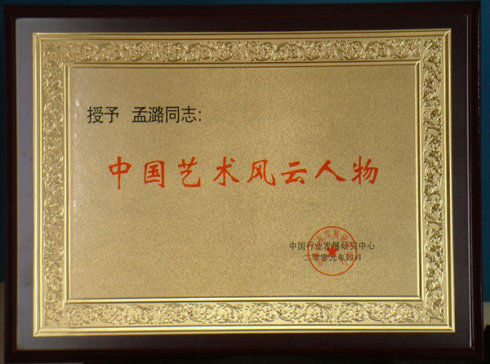 授予 孟潞同志:
中国艺术风云人物
中国行业发展研究中心
二零零九年四月